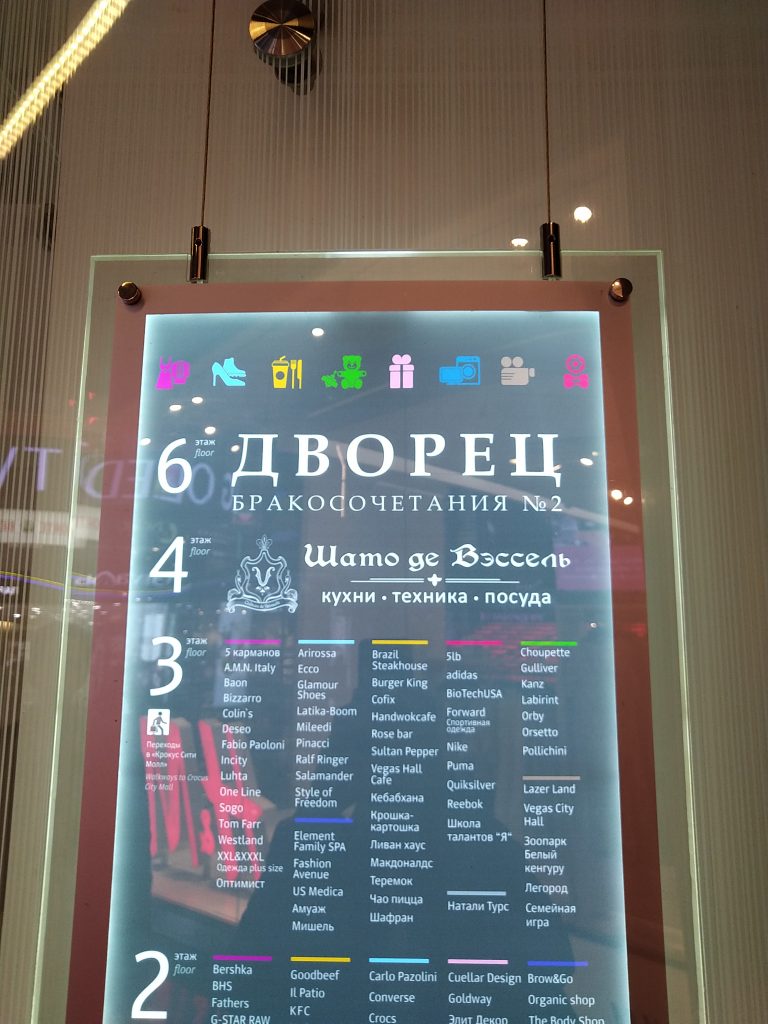 6 этаж
floor
ДВОРЕЦ
БРАКОСОЧЕТАНИЯ №2
4 этаж
floor
Шато де Вэссель
кухни • техника • посуда
3 этаж
floor
Переходы
в «Крокус Сити
Молл»
Walkways to Crocus
City Mall
5 карманов
A.M.N. Italy
Baon
Bizzarro
Colin's
Deseo
Fabio Paoloni
Incity
Luhta
One Line
Sogo
Tom Farr
Westland
XXL&XXXL
Одежда plus size
Оптимист
Arirossa
Ecco
Glamour
Shoes
Latika-Boom
Mileedi
Pinacci
Ralf Ringer
Salamander
Style of
Freedom
Element
Family SPA
Fashion
Avenue
US Medica
Амуаж
Мишель
Brazil
Steakhouse
Burger King
Cofix
Handwokcafe
Rose bar
Sultan Pepper
Vegas Hall
Cafe
Кебабхана
Крошка-
картошка
Ливан хаус
Макдоналдс
Теремок
Чао пицца
Шафран
5lb
adidas
BioTechUSA
Forward
Спортивная
одежда
Nike
Puma
Quiksilver
Reebok
Школа
талантов "Я"
Натали Турс
Choupette
Gulliver
Kanz
Labirint
Orby
Orsetto
Pollichini
Lazer Land
Vegas City
Hall
Зоопарк
Белый
кенгуру
Легород
Семейная
игра
2 этаж
floor
Bershka
BHS
Fathers
G-STAR RAW
Goodbeef
Il Patio
KFC
Carlo Pazolini
Converse
Crocs
Cuellar Design
Goldway
Элит Декор
Brow&Go
Organic shop
The Body Shop